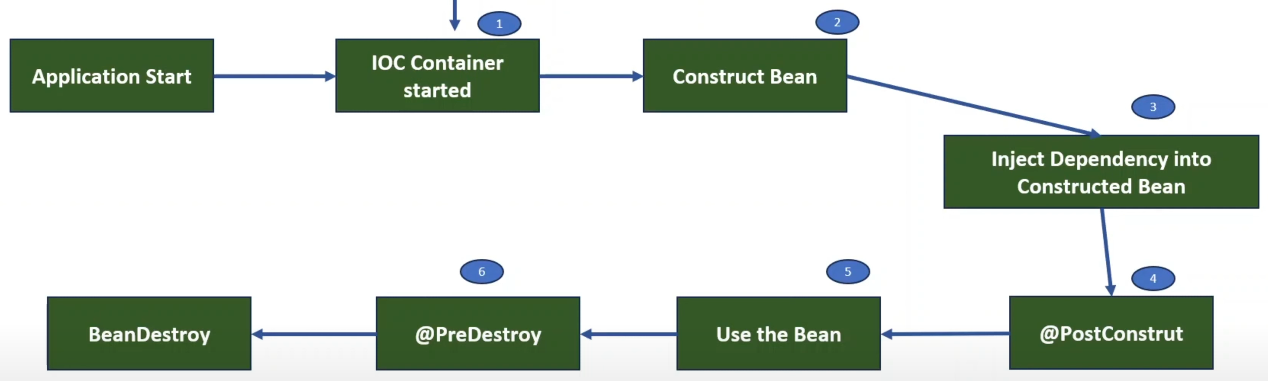 1
2
Application Start
IOC Container
started
Construct Bean
3
Inject Dependency into
Constructed Bean
4
5
6
@PostConstrut
Use the Bean
@PreDestroy
BeanDestroy